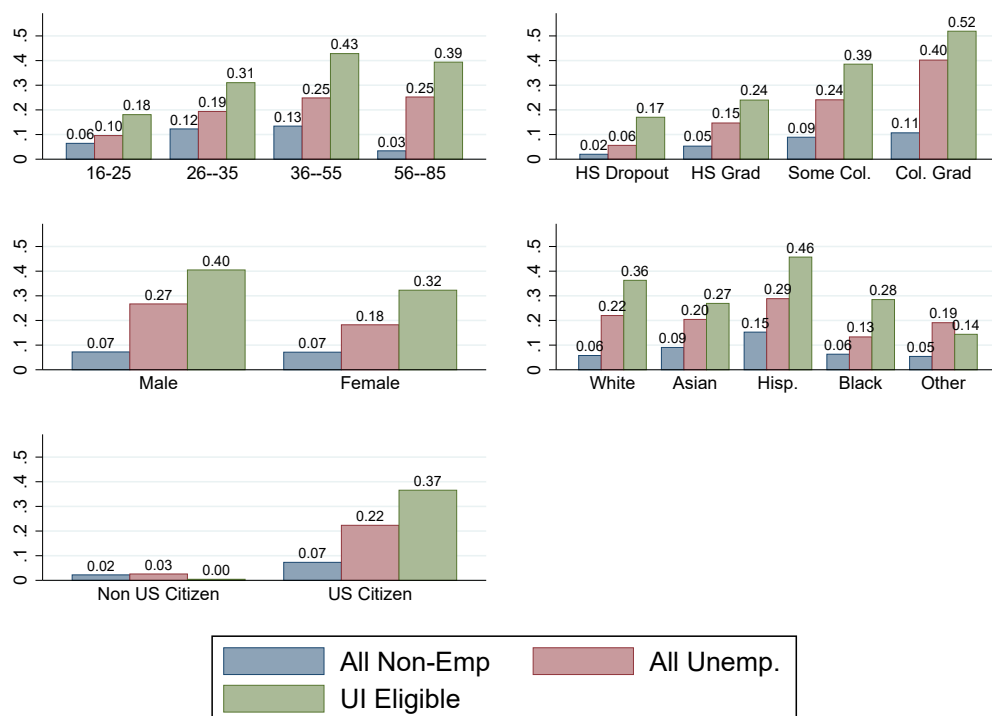 .5
.4
.3
.2
.1
0
0.06 0.10 0.18 0.12 0.19 0.31 0.13 0.25 0.43 0.03 0.25 0.39
16-25 26--35 36--55 56--85
.5
.4
.3
.2
.1
0
0.02 0.06 0.17 0.05 0.15 0.24 0.09 0.24 0.39 0.11 0.40 0.52
HS Dropout HS Grad Some Col. Col. Grad
.5
.4
.3
.2
.1
0
0.07 0.27 0.40 0.07 0.18 0.32
Male Female
.5
.4
.3
.2
.1
0
0.06 0.22 0.36 0.09 0.20 0.27 0.15 0.29 0.46 0.06 0.13 0.28 0.05 0.19 0.14
White Asian Hisp. Black Other
.5
.4
.3
.2
.1
0
0.02 0.03 0.00 0.07 0.22 0.37
Non US Citizen US Citizen
All Non-Emp All Unemp.
UI Eligible